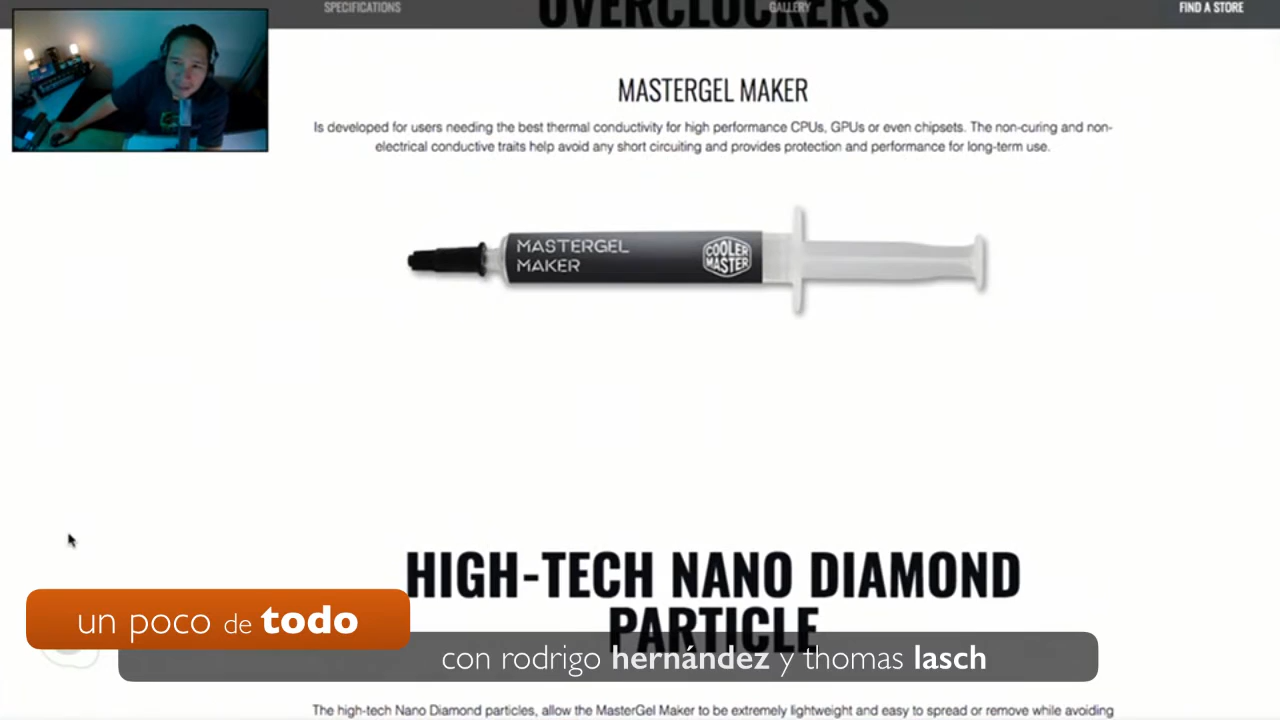 SPECIFICATIONS
GALLERY
FIND A STORE
OVERCLOCKERS
MASTERGEL MAKER
Is developed for users needing the best thermal conductivity for high performance CPUs, GPUs or even chipsets. The non-curing and non-
electrical conductive traits help avoid any short circuiting and provides protection and performance for long-term use.
MASTERGEL
MAKER
COOLER
MASTER
HIGH-TECH NANO DIAMOND
PARTICLE
un poco de todo
con rodrigo hernández y thomas lasch
The high-tech Nano Diamond particles, allow the MasterGel Maker to be extremely lightweight and easy to spread or remove while avoiding